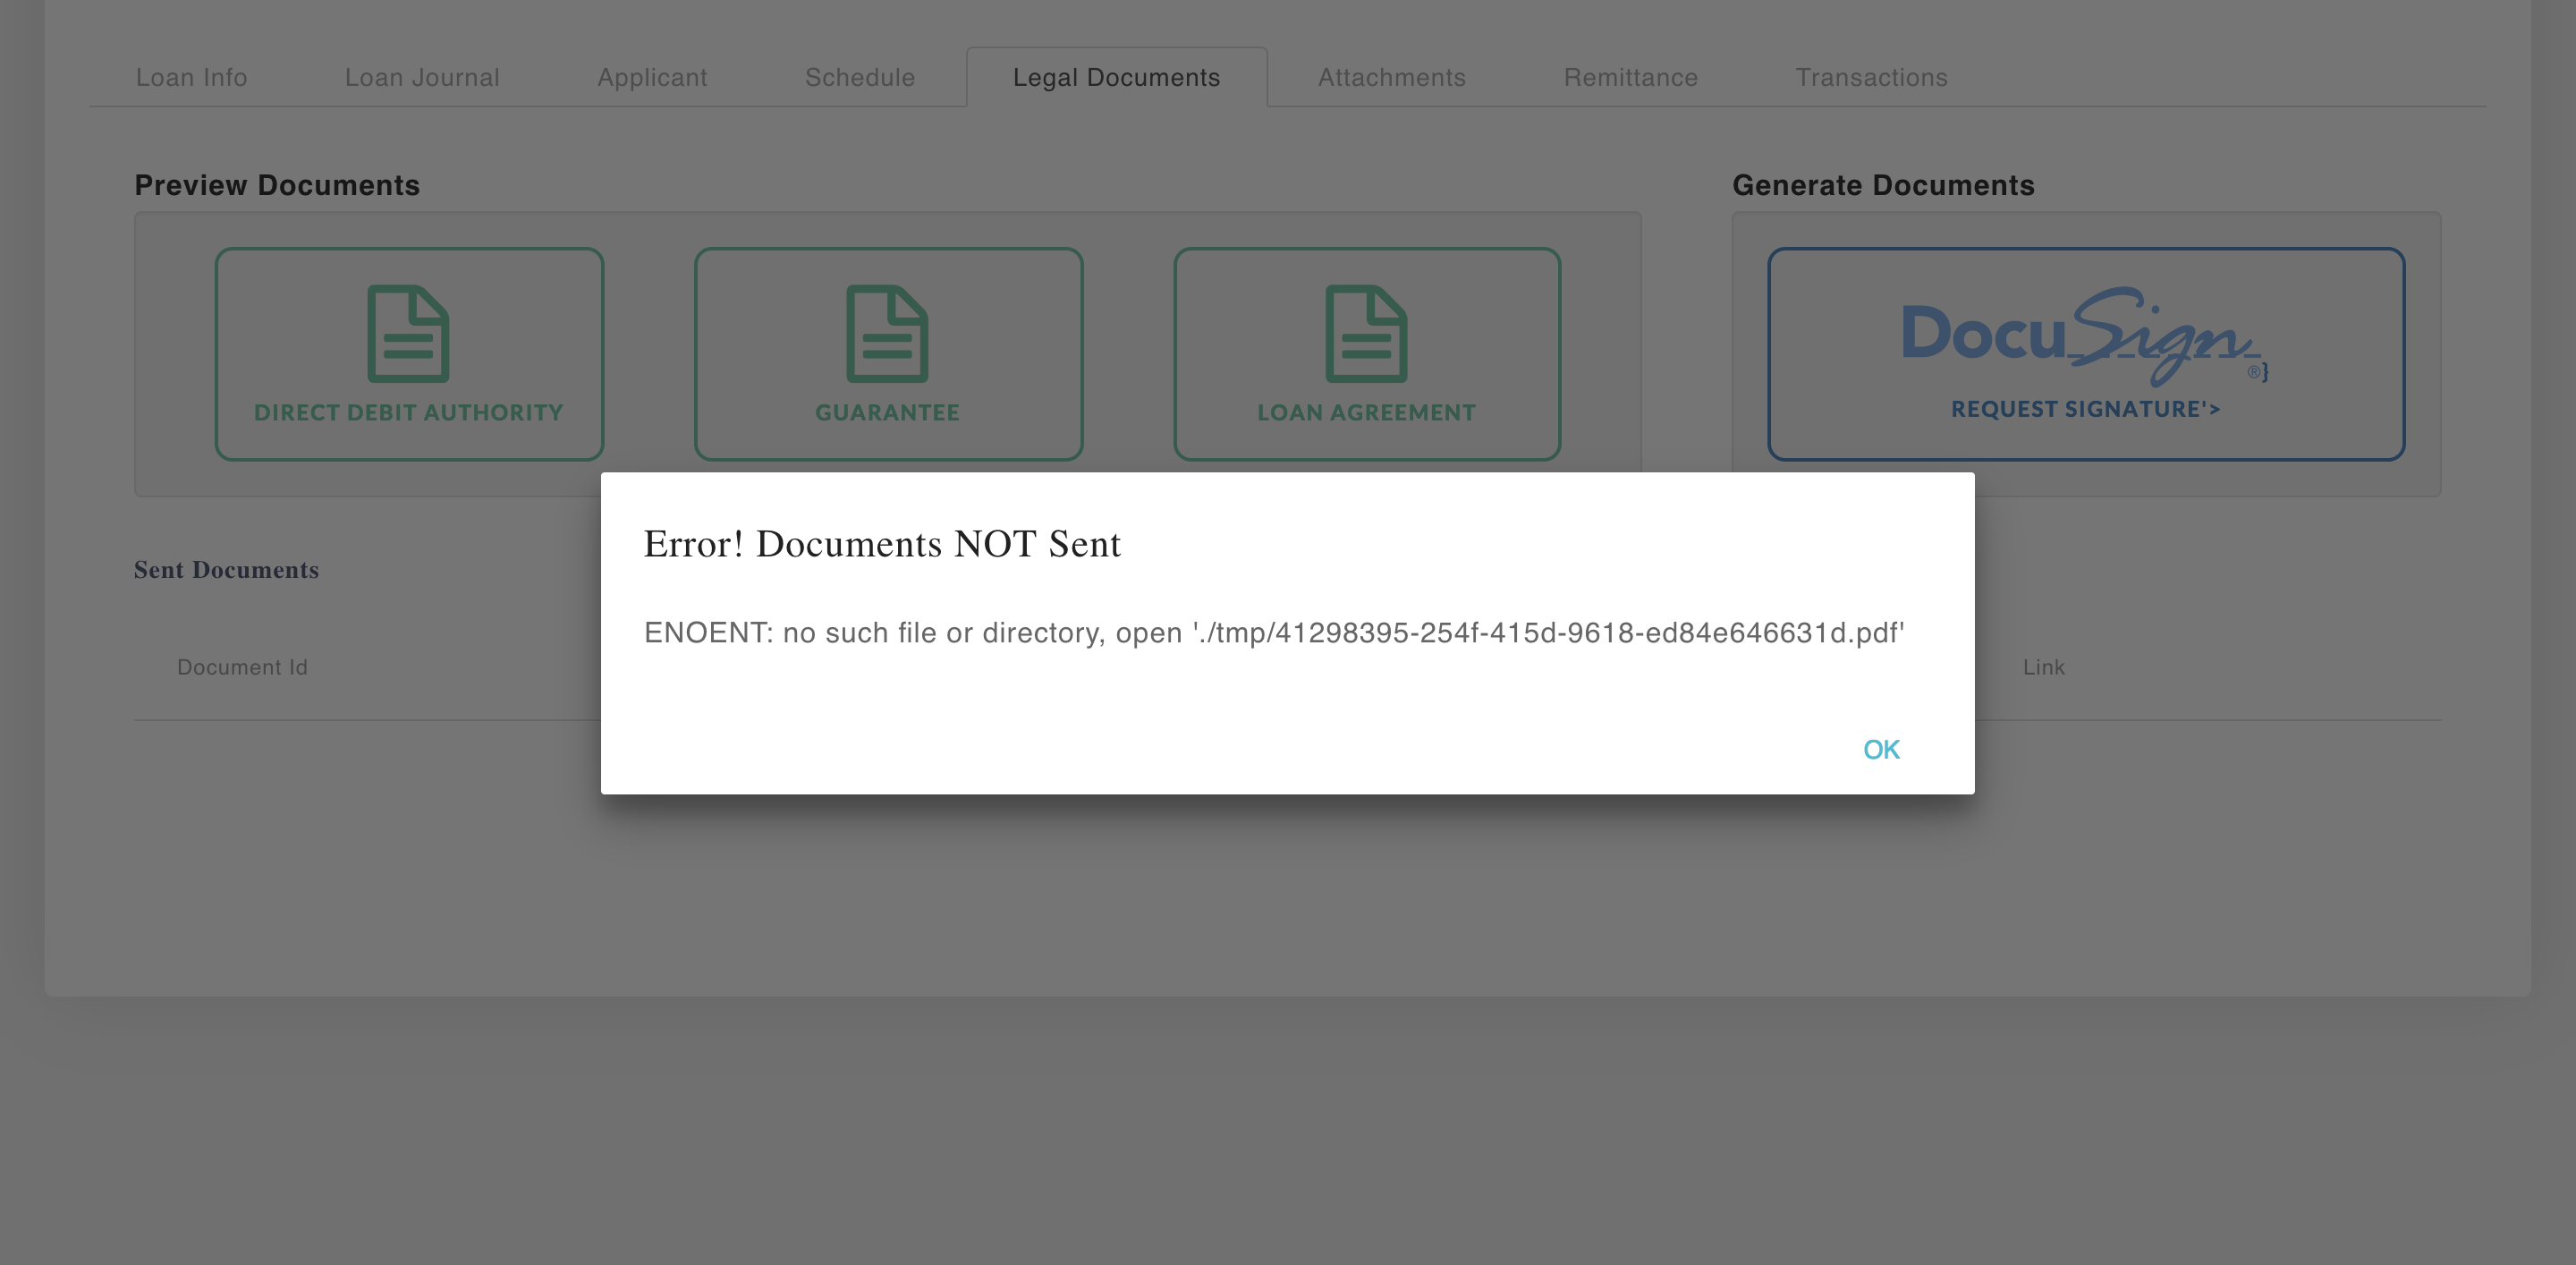 Loan Info Loan Journal Applicant Schedule Legal Documents Attachments Remittance Transactions
Preview Documents
Generate Documents
DIRECT DEBIT AUTHORITY
GUARANTEE
LOAN AGREEMENT
DocuSign®}
REQUEST SIGNATURE'>
Error! Documents NOT Sent
ENOENT: no such file or directory, open './tmp/41298395-254f-415d-9618-ed84e646631d.pdf'
OK
Sent Documents
Document Id
Link